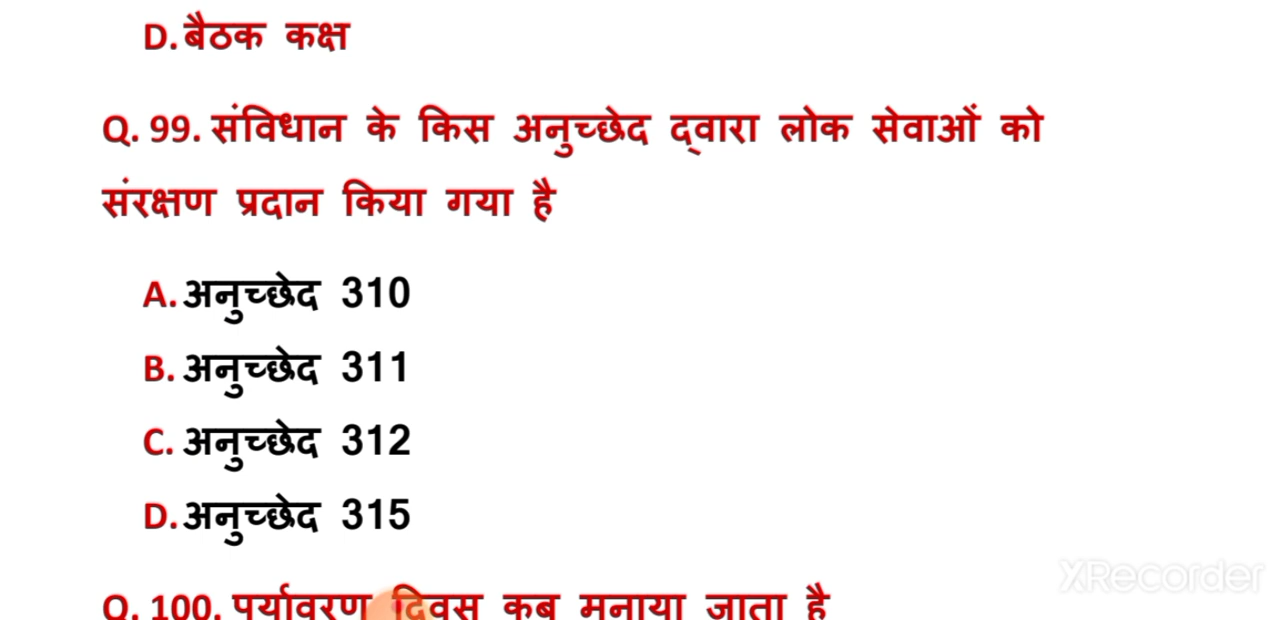 D.बैठक कक्ष
Q. 99. संविधान के किस अनुच्छेद द्वारा लोक सेवाओं को
संरक्षण प्रदान किया गया है
A.अनुच्छेद 310
B.अनुच्छेद 311
C.अनुच्छेद 312
D.अनुच्छेद 315
XRecorder
Q. 100. पर्यावरण दिवस कब मनाया जाता है